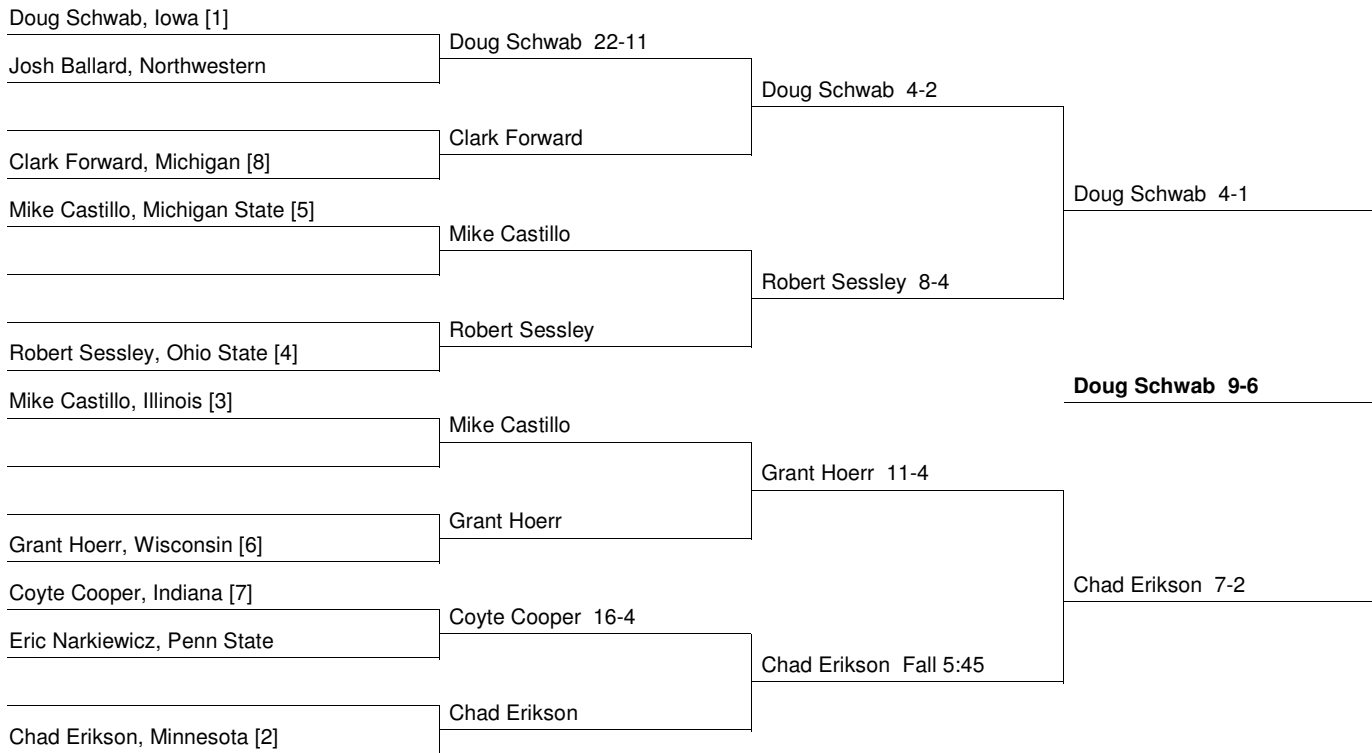 Doug Schwab, Iowa [1]
Doug Schwab 22-11
Josh Ballard, Northwestern
Doug Schwab 4-2
Clark Forward
Clark Forward, Michigan [8]
Doug Schwab 4-1
Mike Castillo, Michigan State [5]
Mike Castillo
Robert Sessley 8-4
Robert Sessley
Robert Sessley, Ohio State [4]
Doug Schwab 9-6
Mike Castillo, Illinois [3]
Mike Castillo
Grant Hoerr 11-4
Grant Hoerr
Grant Hoerr, Wisconsin [6]
Chad Erikson 7-2
Coyte Cooper, Indiana [7]
Coyte Cooper 16-4
Eric Narkiewicz, Penn State
Chad Erikson Fall 5:45
Chad Erikson
Chad Erikson, Minnesota [2]